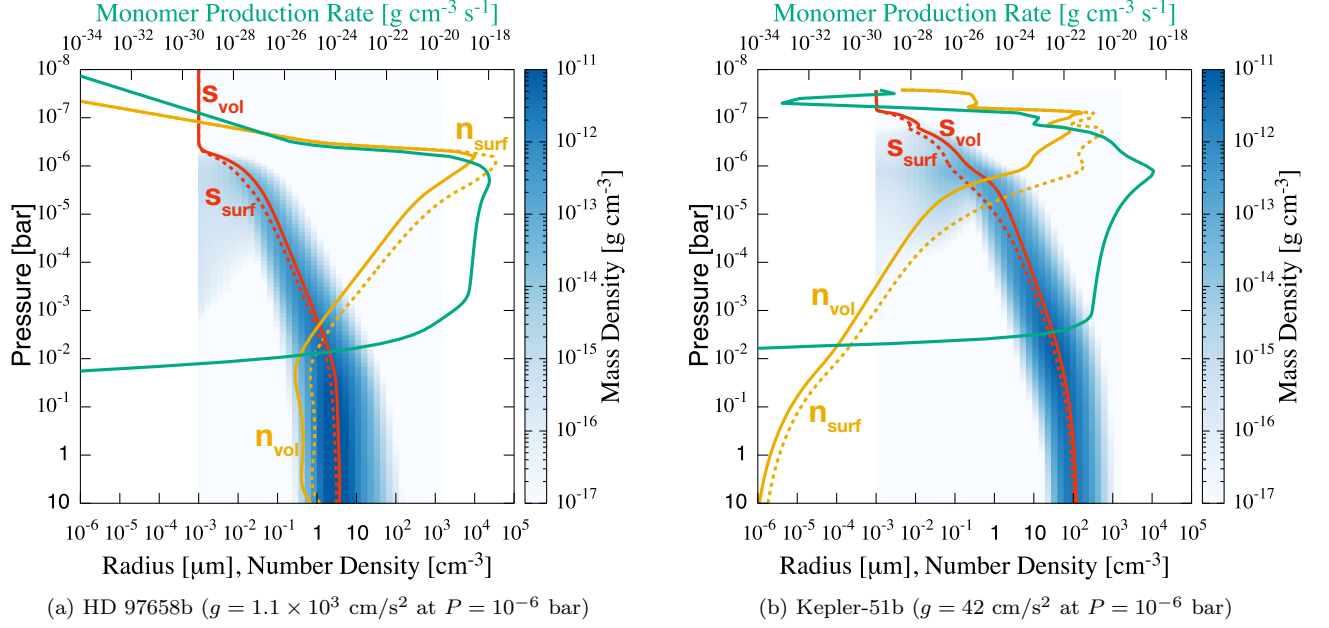 Monomer Production Rate [g cm-3 s-1]
10-34 10-32 10-30 10-28 10-26 10-24 10-22 10-20 10-18
10-8
10-7
10-6
10-5
10-4
10-3
10-2
10-1
1
10
Pressure [bar]
svol
nsurf
ssurf
nvol
10-6 10-5 10-4 10-3 10-2 10-1 1 10 102 103 104 105
Radius [μm], Number Density [cm-3]
10-11
10-12
10-13
10-14
10-15
10-16
10-17
Mass Density [g cm-3]
(a) HD 97658b (g = 1.1 × 103 cm/s2 at P = 10−6 bar)
Monomer Production Rate [g cm-3 s-1]
10-34 10-32 10-30 10-28 10-26 10-24 10-22 10-20 10-18
10-8
10-7
10-6
10-5
10-4
10-3
10-2
10-1
1
10
Pressure [bar]
svol
ssurf
nvol
nsurf
10-6 10-5 10-4 10-3 10-2 10-1 1 10 102 103 104 105
Radius [μm], Number Density [cm-3]
10-11
10-12
10-13
10-14
10-15
10-16
10-17
Mass Density [g cm-3]
(b) Kepler-51b (g = 42 cm/s2 at P = 10−6 bar)